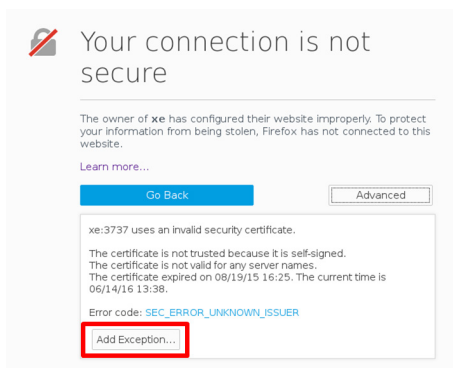 Your connection is not
secure
The owner of xe has configured their website improperly. To protect
your information from being stolen, Firefox has not connected to this
website.
Learn more...
Go Back
Advanced
xe:3737 uses an invalid security certificate.
The certificate is not trusted because it is self-signed.
The certificate is not valid for any server names.
The certificate expired on 08/19/15 16:25. The current time is
06/14/16 13:38.
Error code: SEC_ERROR_UNKNOWN_ISSUER
Add Exception...